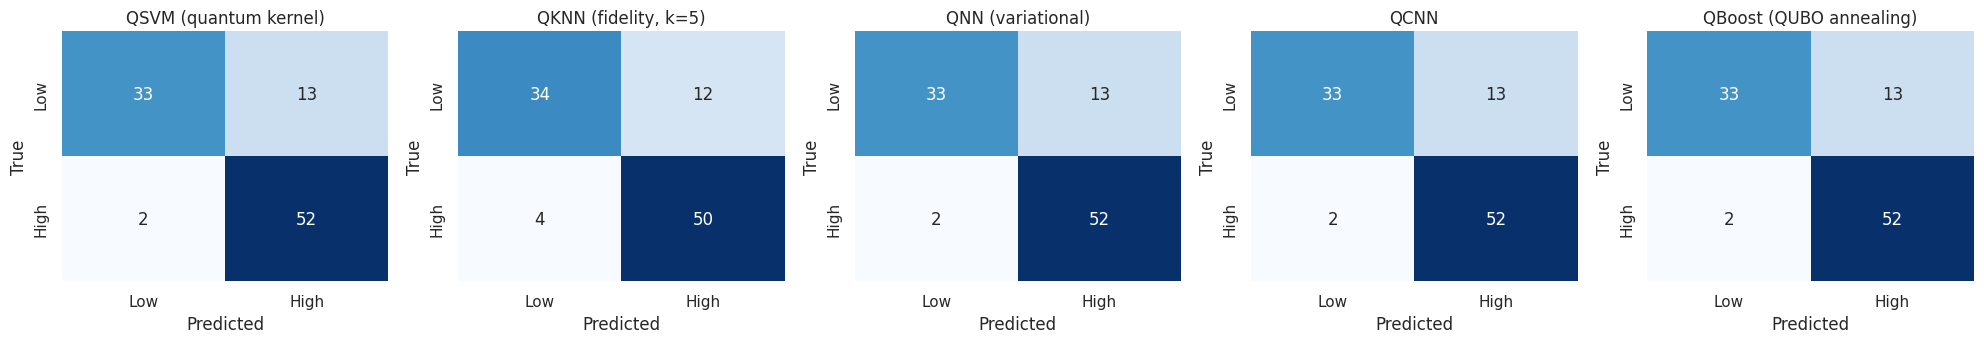 QSVM (quantum kernel)
True
Low
High
33
13
2
52
Low
High
Predicted
QKNN (fidelity, k=5)
True
Low
High
34
12
4
50
Low
High
Predicted
QNN (variational)
True
Low
High
33
13
2
52
Low
High
Predicted
QCNN
True
Low
High
33
13
2
52
Low
High
Predicted
QBoost (QUBO annealing)
True
Low
High
33
13
2
52
Low
High
Predicted